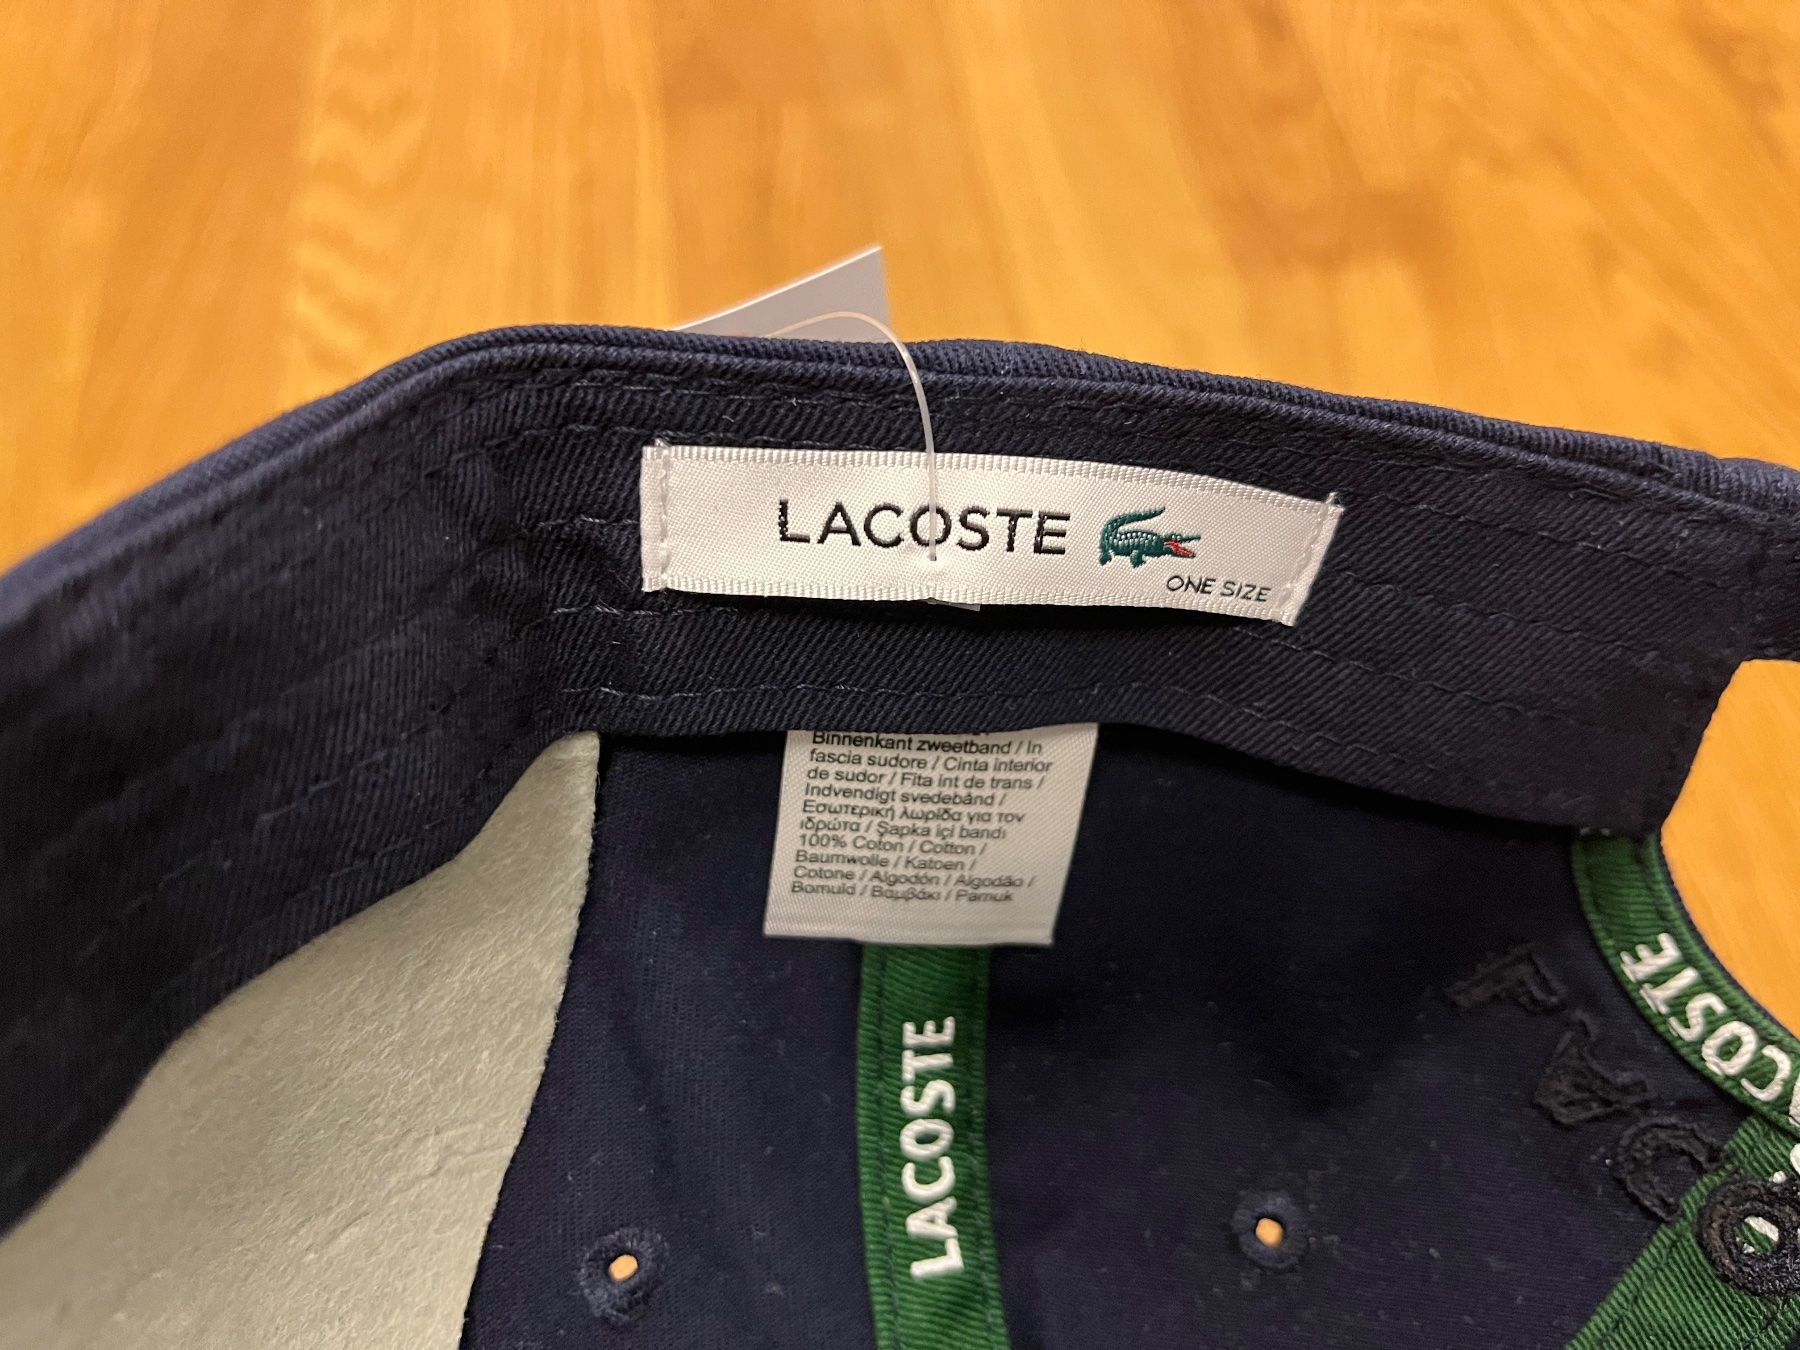 LACOSTE
ONE SIZE
Binnenkant zweetband / In
fascia sudore / Cinta interior
de sudor / Fita int de trans /
Indvendigt svedebånd /
Εσωτερική λωρίδα για τον
ιδρώτα / Şapka içi bandı
100% Coton / Cotton /
Baumwolle / Katoen /
Cotone / Algodón / Algodão /
Bomuld / Βαμβάκι / Pamuk
LACOSTE
COSTE